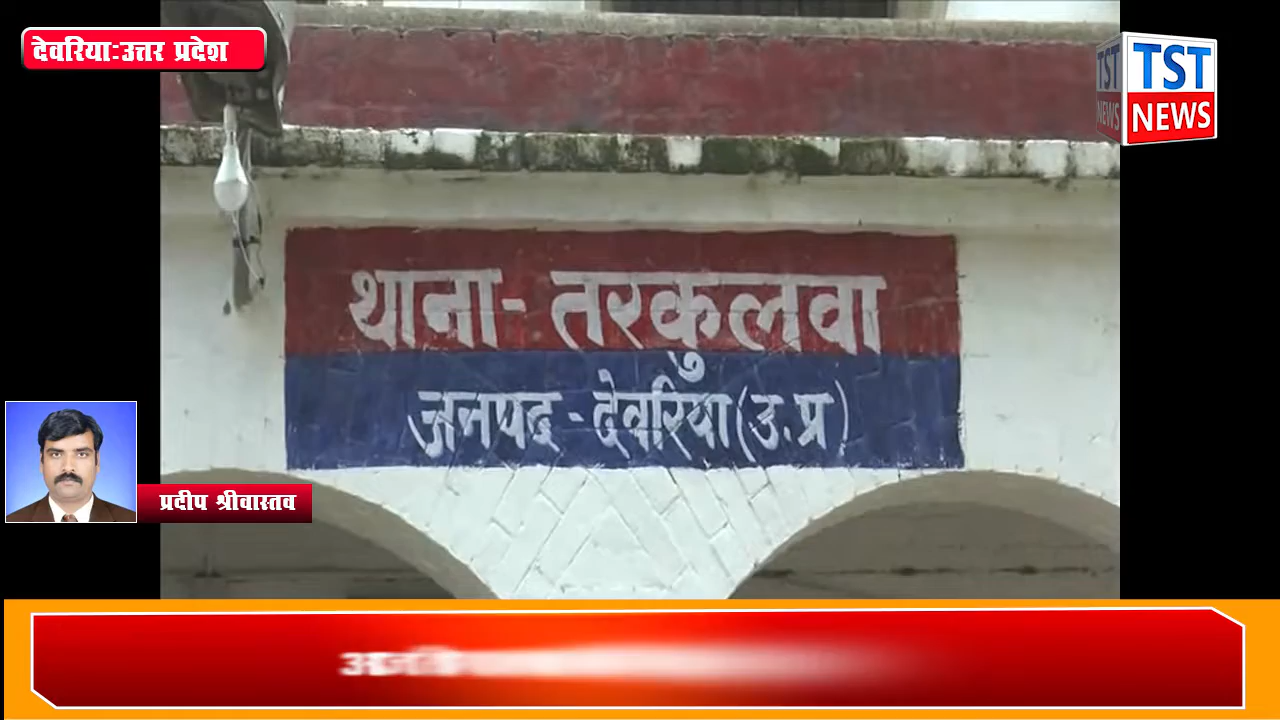 देवरिया:उत्तर प्रदेश
TST
NEWS
TST
NEWS
थाना- तरकुलवा
जनपद - देवरिया (उ.प्र)
प्रदीप श्रीवास्तव